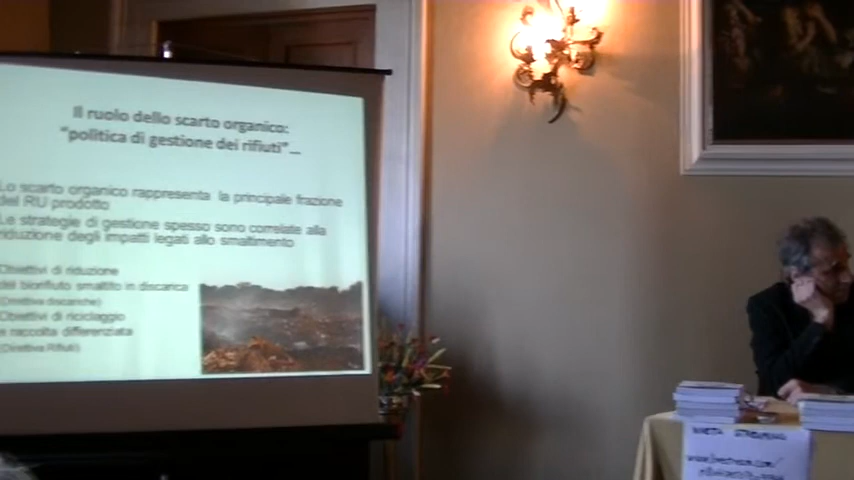 Il ruolo dello scarto organico:
"politica di gestione dei rifiuti"...
Lo scarto organico rappresenta la principale frazione
del RU prodotto
Le strategie di gestione spesso sono correlate alla
riduzione degli impatti legati allo smaltimento
Obiettivi di riduzione
del biorifiuto smaltito in discarica
(Direttiva discariche)
Obiettivi di riciclaggio
e raccolta differenziata
(Direttiva Rifiuti)
DIRETTA STREAMING